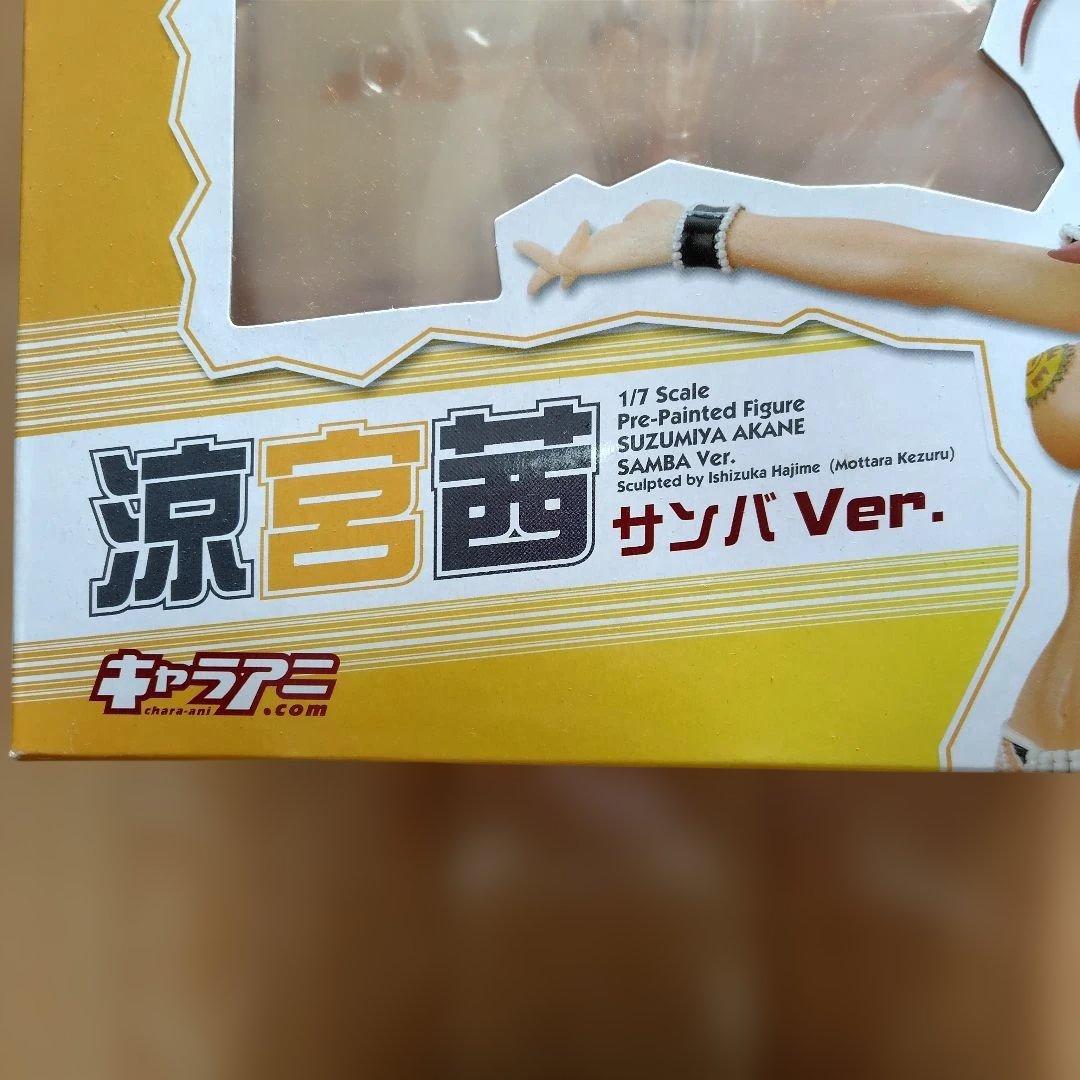 1/7 Scale
Pre-Painted Figure
SUZUMIYA AKANE
SAMBA Ver.
Sculpted by Ishizuka Hajime (Mottara Kezuru)
涼宮茜
サンバ Ver.
キャラアニ
chara-ani .com